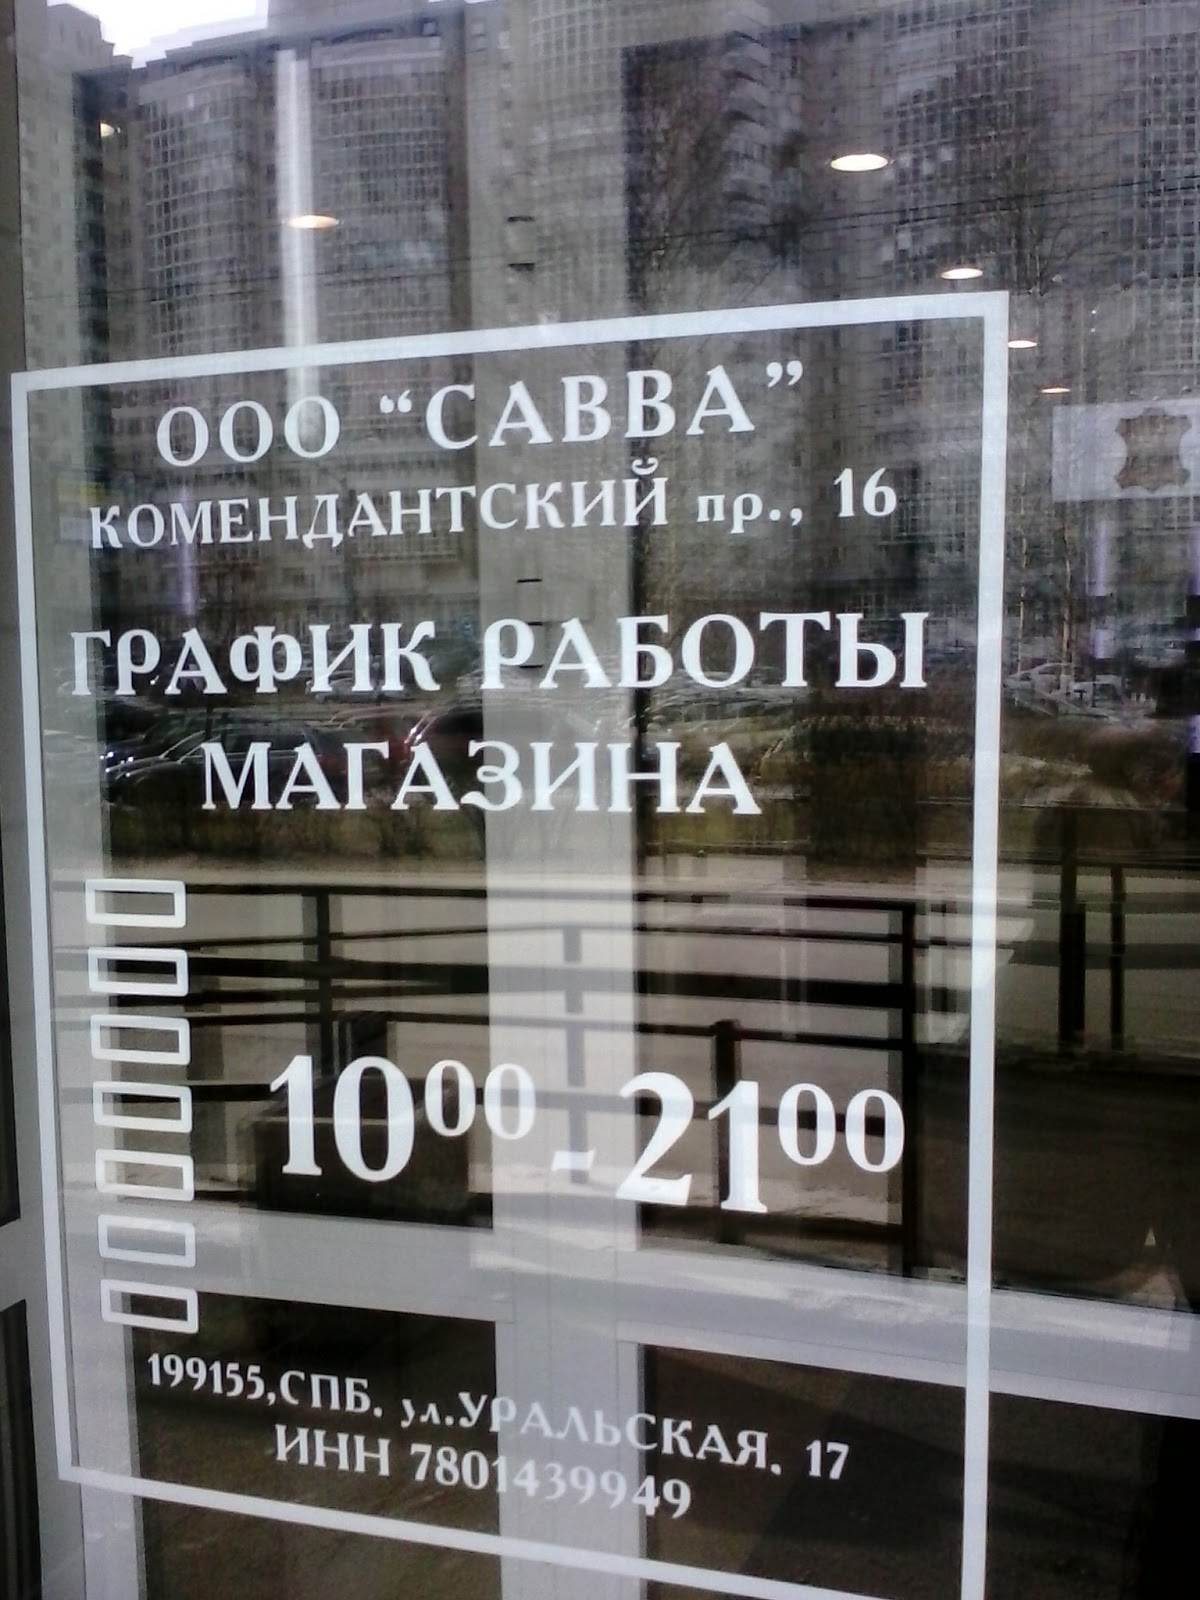 ООО “САВВА”
КОМЕНДАНТСКИЙ пр., 16
ГРАФИК РАБОТЫ
МАГАЗИНА
10⁰⁰ - 21⁰⁰
199155,СПБ. ул.УРАЛЬСКАЯ. 17
ИНН 7801439949